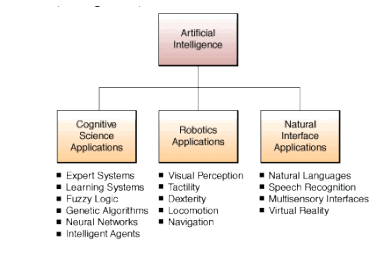 Artificial
Intelligence
Cognitive
Science
Applications
Robotics
Applications
Natural
Interface
Applications
Expert Systems
Learning Systems
Fuzzy Logic
Genetic Algorithms
Neural Networks
Intelligent Agents
Visual Perception
Tactility
Dexterity
Locomotion
Navigation
Natural Languages
Speech Recognition
Multisensory Interfaces
Virtual Reality